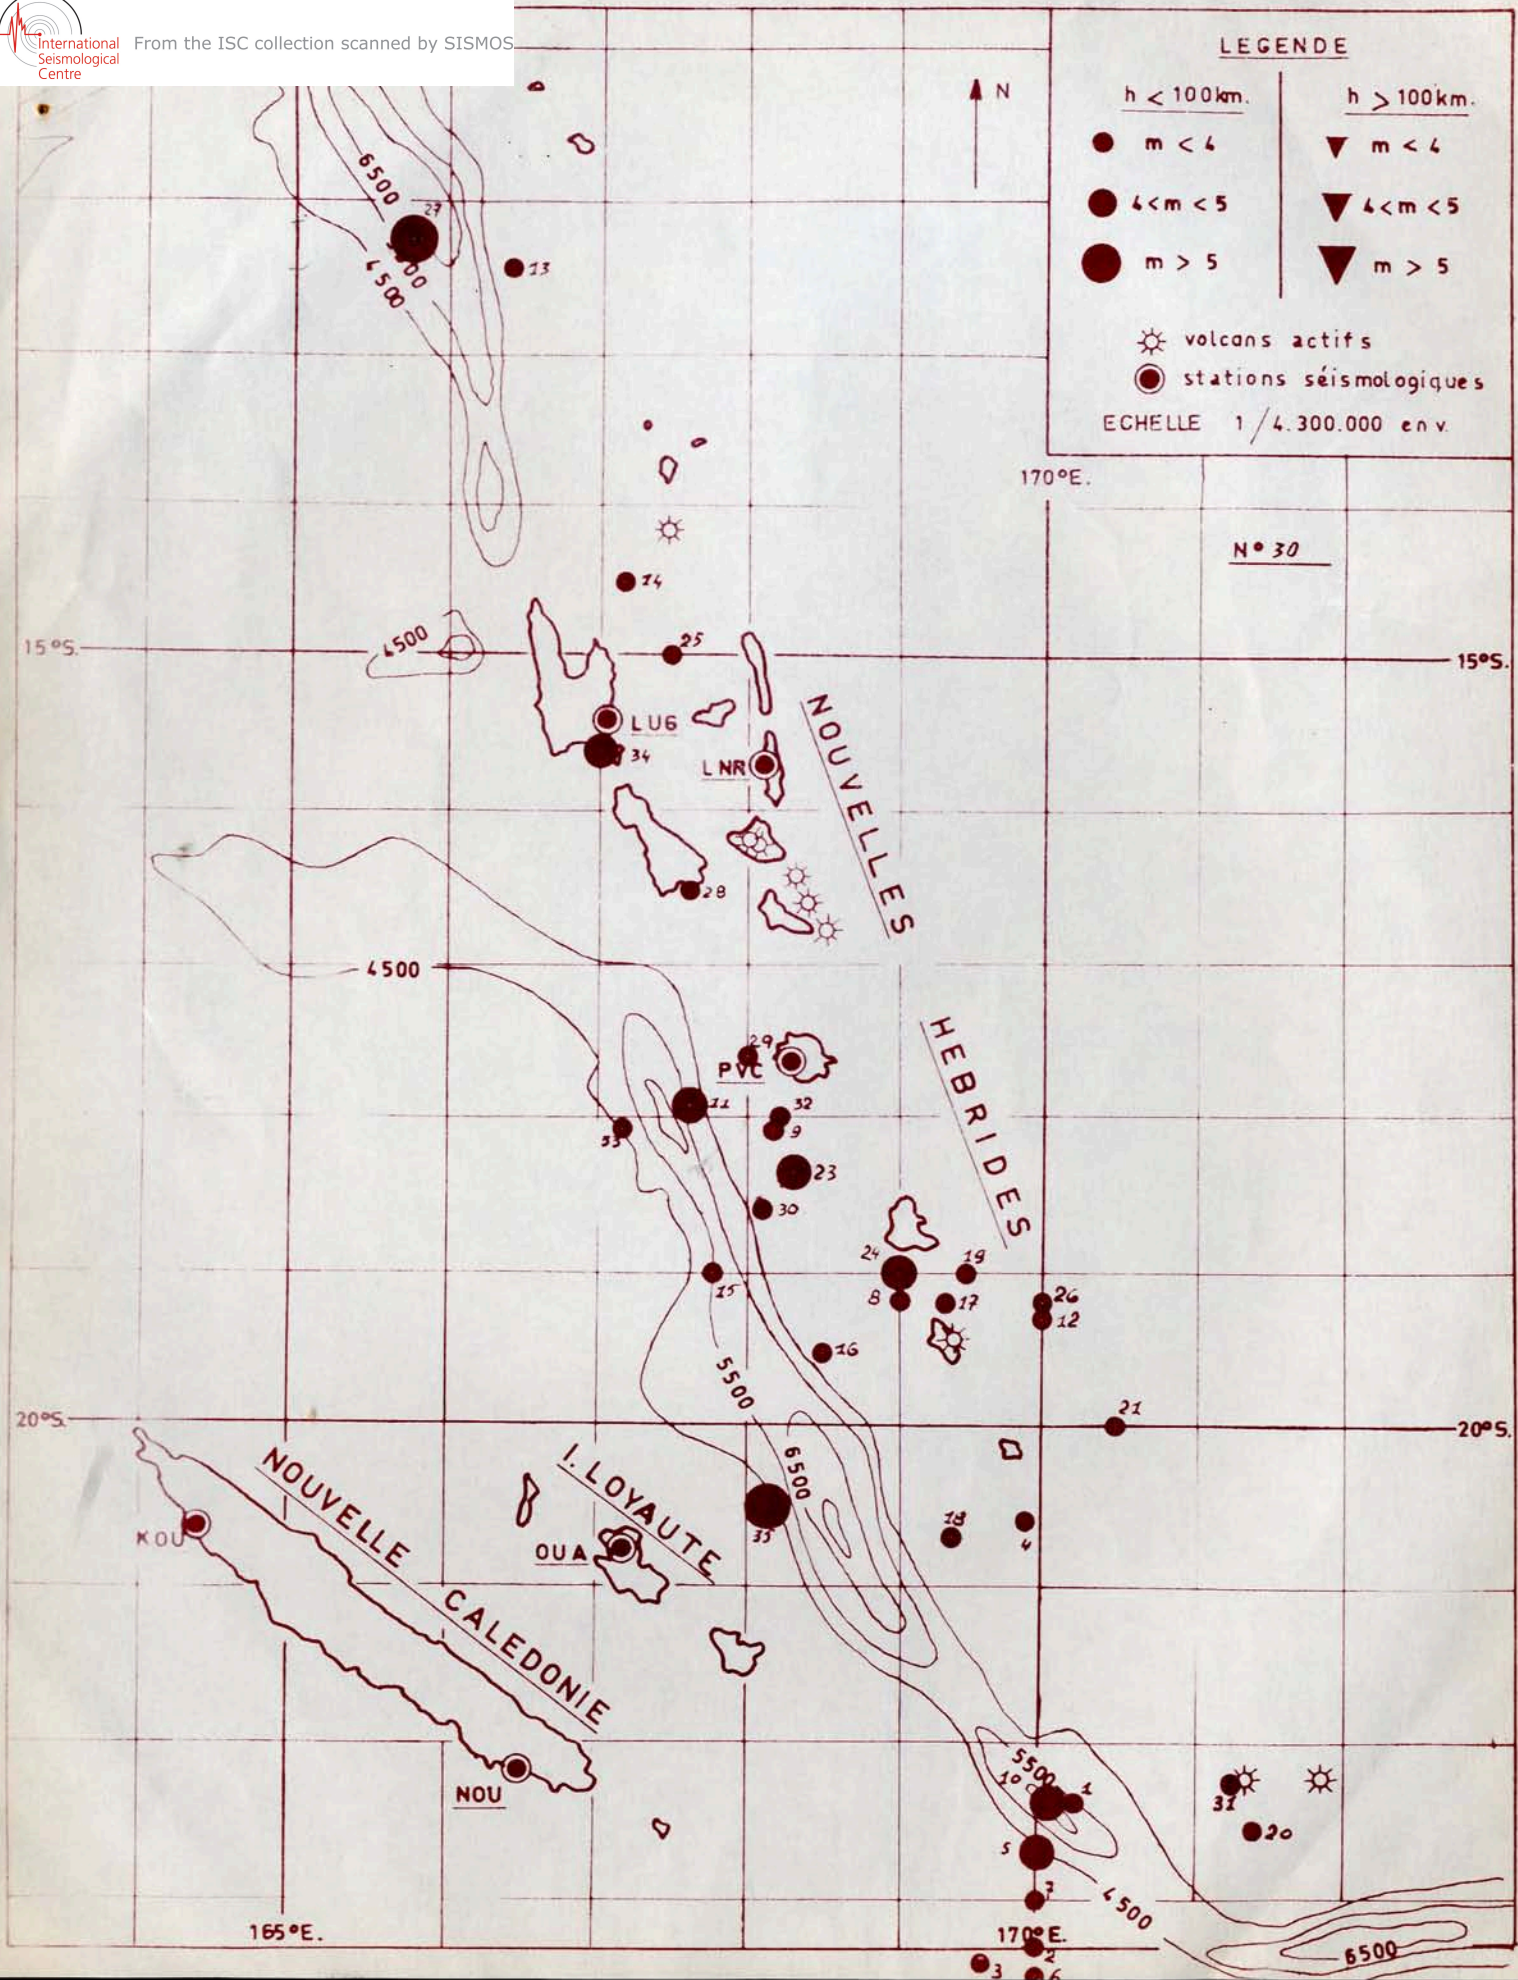 International
Seismological
Centre
From the ISC collection scanned by SISMOS
LEGENDE
h < 100km.
h > 100km.
m < 4
m < 4
4<m < 5
4<m < 5
m > 5
m > 5
volcans actifs
stations séismologiques
ECHELLE 1/4.300.000 env.
N
6500
27
4500
13
170°E.
N° 30
14
15°S.
4500
25
15°S.
LUG
34
LNR
NOUVELLES
28
4500
HEBRIDES
29
PVC
11
32
9
33
23
30
24
19
15
8
17
26
12
16
5500
21
20°S.
20°S.
6500
NOUVELLE CALEDONIE
I. LOYAUTE
KOU
OUA
35
18
4
NOU
5500
10
1
31
20
5
7
4500
165°E.
170°E.
2
3
6
6500